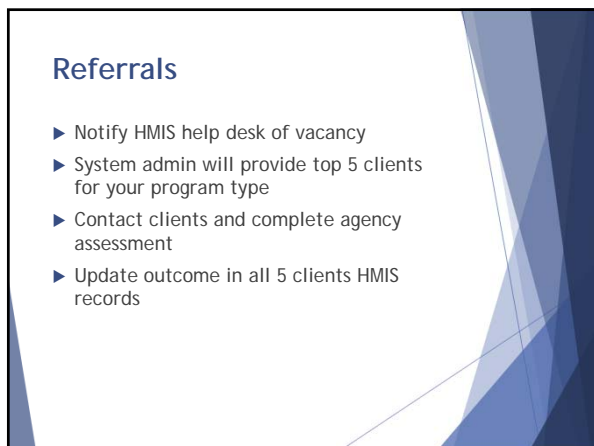 Referrals
Notify HMIS help desk of vacancy
System admin will provide top 5 clients
for your program type
Contact clients and complete agency
assessment
Update outcome in all 5 clients HMIS
records